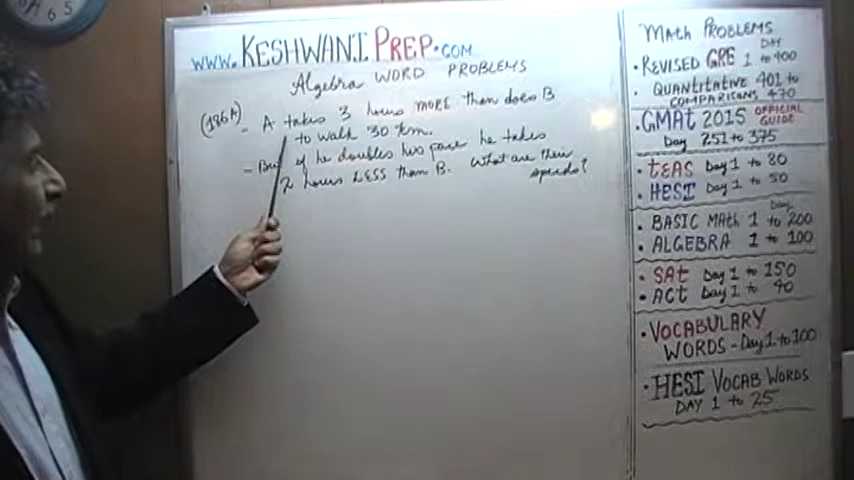 www.KESHWANIPREP.COM
Algebra WORD PROBLEMS
(186A) - A takes 3 hours MORE than does B
to walk 30 km.
- But if he doubles his pace he takes
2 hours LESS than B. What are their
speeds?
MATH PROBLEMS
DAY
• REVISED GRE 1 to 400
• QUANTITATIVE 401 to
COMPARISONS 470
• GMAt 2015 OFFICIAL
GUIDE
Day 251 to 375
• tEAS Day 1 to 80
• HESI Day 1 to 50
Day
• BASIC MAth 1 to 200
• ALGEBRA 1 to 100
• SAt Day 1 to 150
• ACt Day 1 to 90
• VOCABULARY
WORDS - Day 1 to 100
• HESI VOCAB WORDS
DAY 1 to 25
6 5